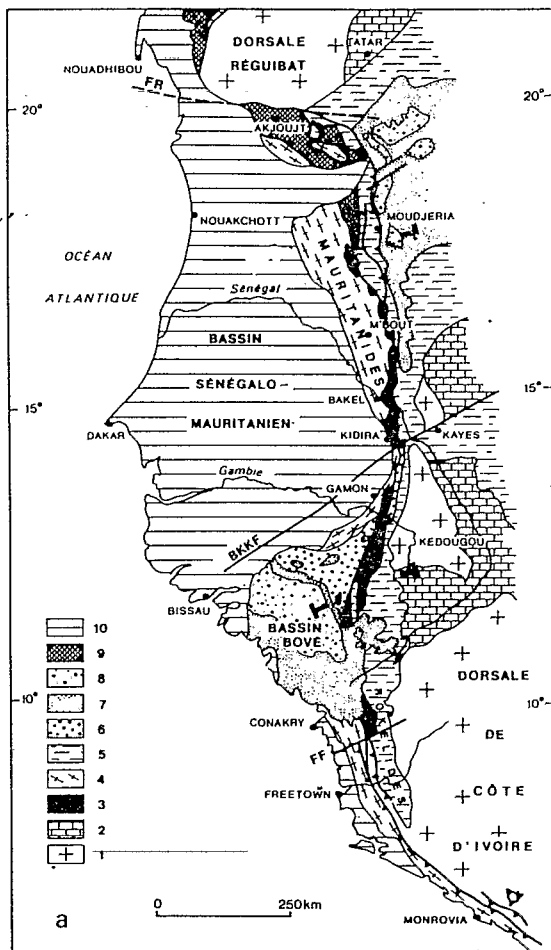 DORSALE
RÉGUIBAT
TATAR
NOUADHIBOU
FR
20°
20°
AKJOUJT
NOUAKCHOTT
MOUDJERIA
OCÉAN
ATLANTIQUE
MAURITANIDES
Sénégal
M'BOUT
BASSIN
SÉNÉGALO-
MAURITANIEN
BAKEL
15°
15°
DAKAR
KIDIRA
KAYES
Gambie
GAMON
BKKF
KEDOUGOU
BISSAU
BASSIN
BOVÉ
10
9
8
7
6
5
4
3
2
1
10°
10°
DORSALE
DE
CÔTE
D'IVOIRE
CONAKRY
FF
ROKELIDES
FREETOWN
MONROVIA
a
0
250km